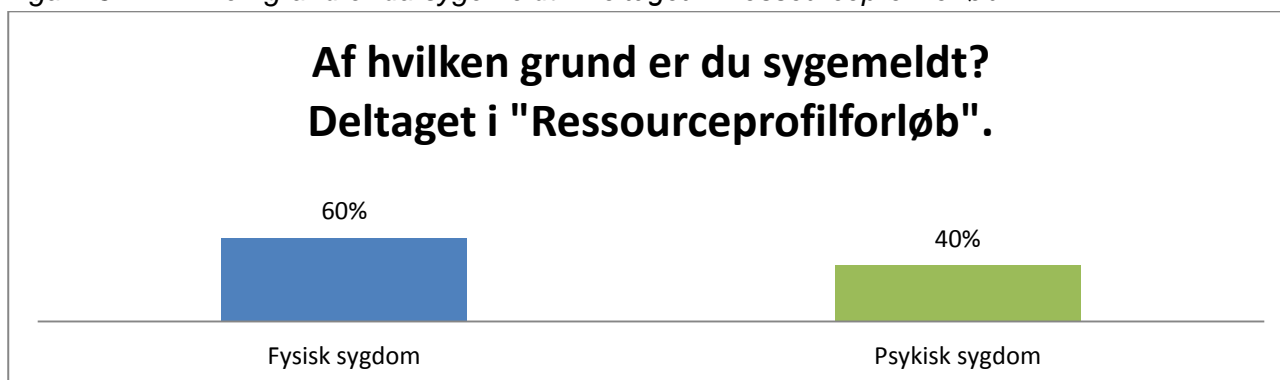 Af hvilken grund er du sygemeldt?
Deltaget i "Ressourceprofilforløb".
60%
40%
Fysisk sygdom
Psykisk sygdom